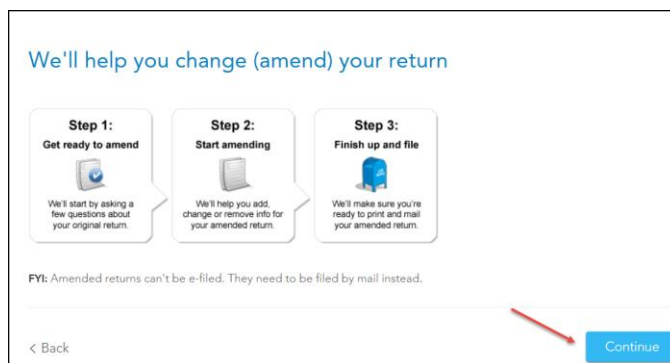 We'll help you change (amend) your return
Step 1:
Get ready to amend
We'll start by asking a
few questions about
your original return.
Step 2:
Start amending
We'll help you add,
change or remove info for
your amended return.
Step 3:
Finish up and file
We'll make sure you're
ready to print and mail
your amended return.
FYI: Amended returns can't be e-filed. They need to be filed by mail instead.
< Back
Continue